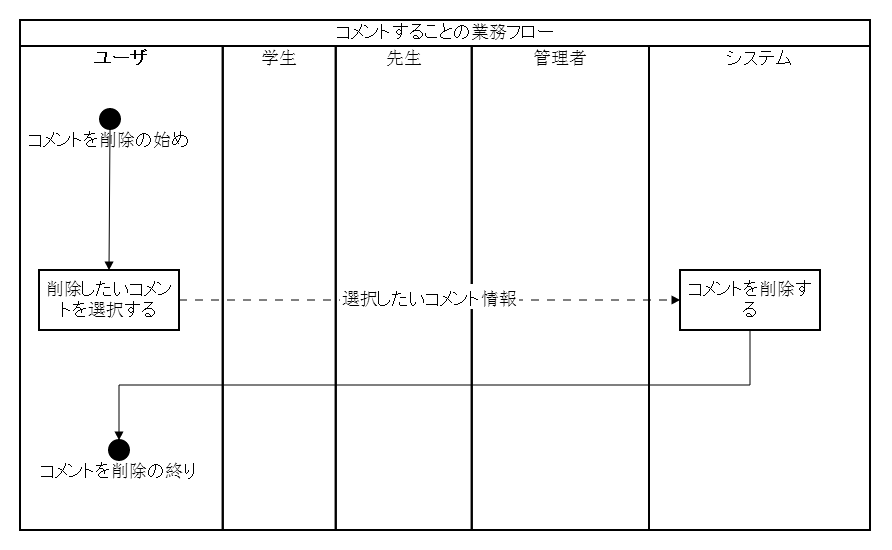 コメントすることの業務フロー
ユーザ
学生
先生
管理者
システム
コメントを削除の始め
削除したいコメン
トを選択する
選択したいコメント情報
コメントを削除す
る
コメントを削除の終り